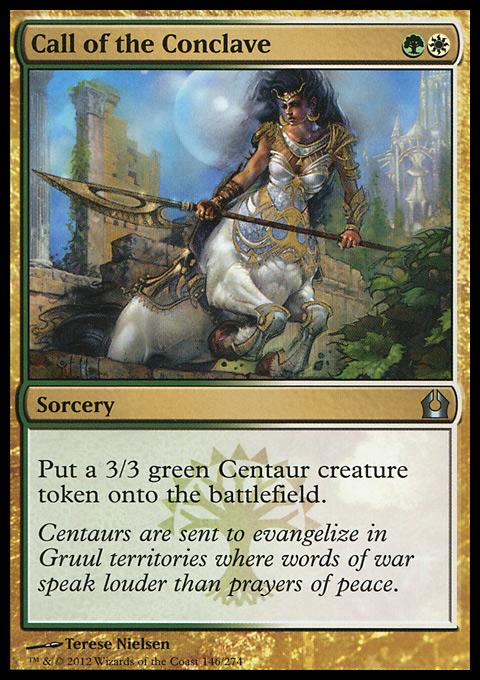 Call of the Conclave
Sorcery
Put a 3/3 green Centaur creature
token onto the battlefield.
Centaurs are sent to evangelize in
Gruul territories where words of war
speak louder than prayers of peace.
Terese Nielsen
™ & © 2012 Wizards of the Coast 146/274